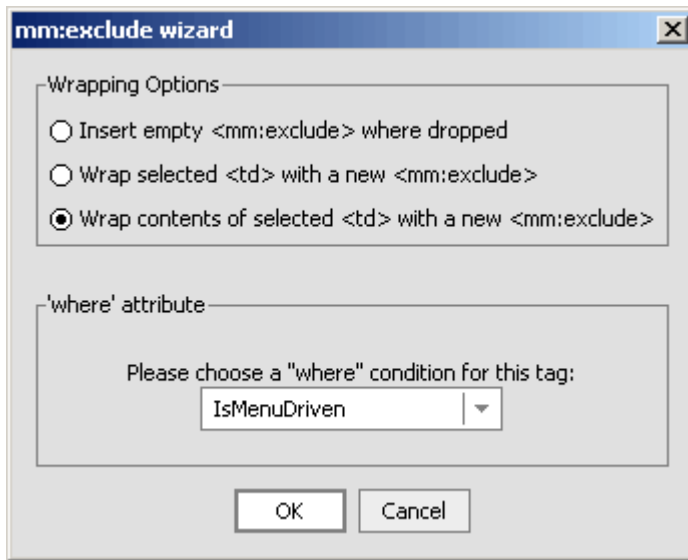 mm:exclude wizard
Wrapping Options
Insert empty <mm:exclude> where dropped
Wrap selected <td> with a new <mm:exclude>
Wrap contents of selected <td> with a new <mm:exclude>
'where' attribute
Please choose a "where" condition for this tag:
IsMenuDriven
OK Cancel